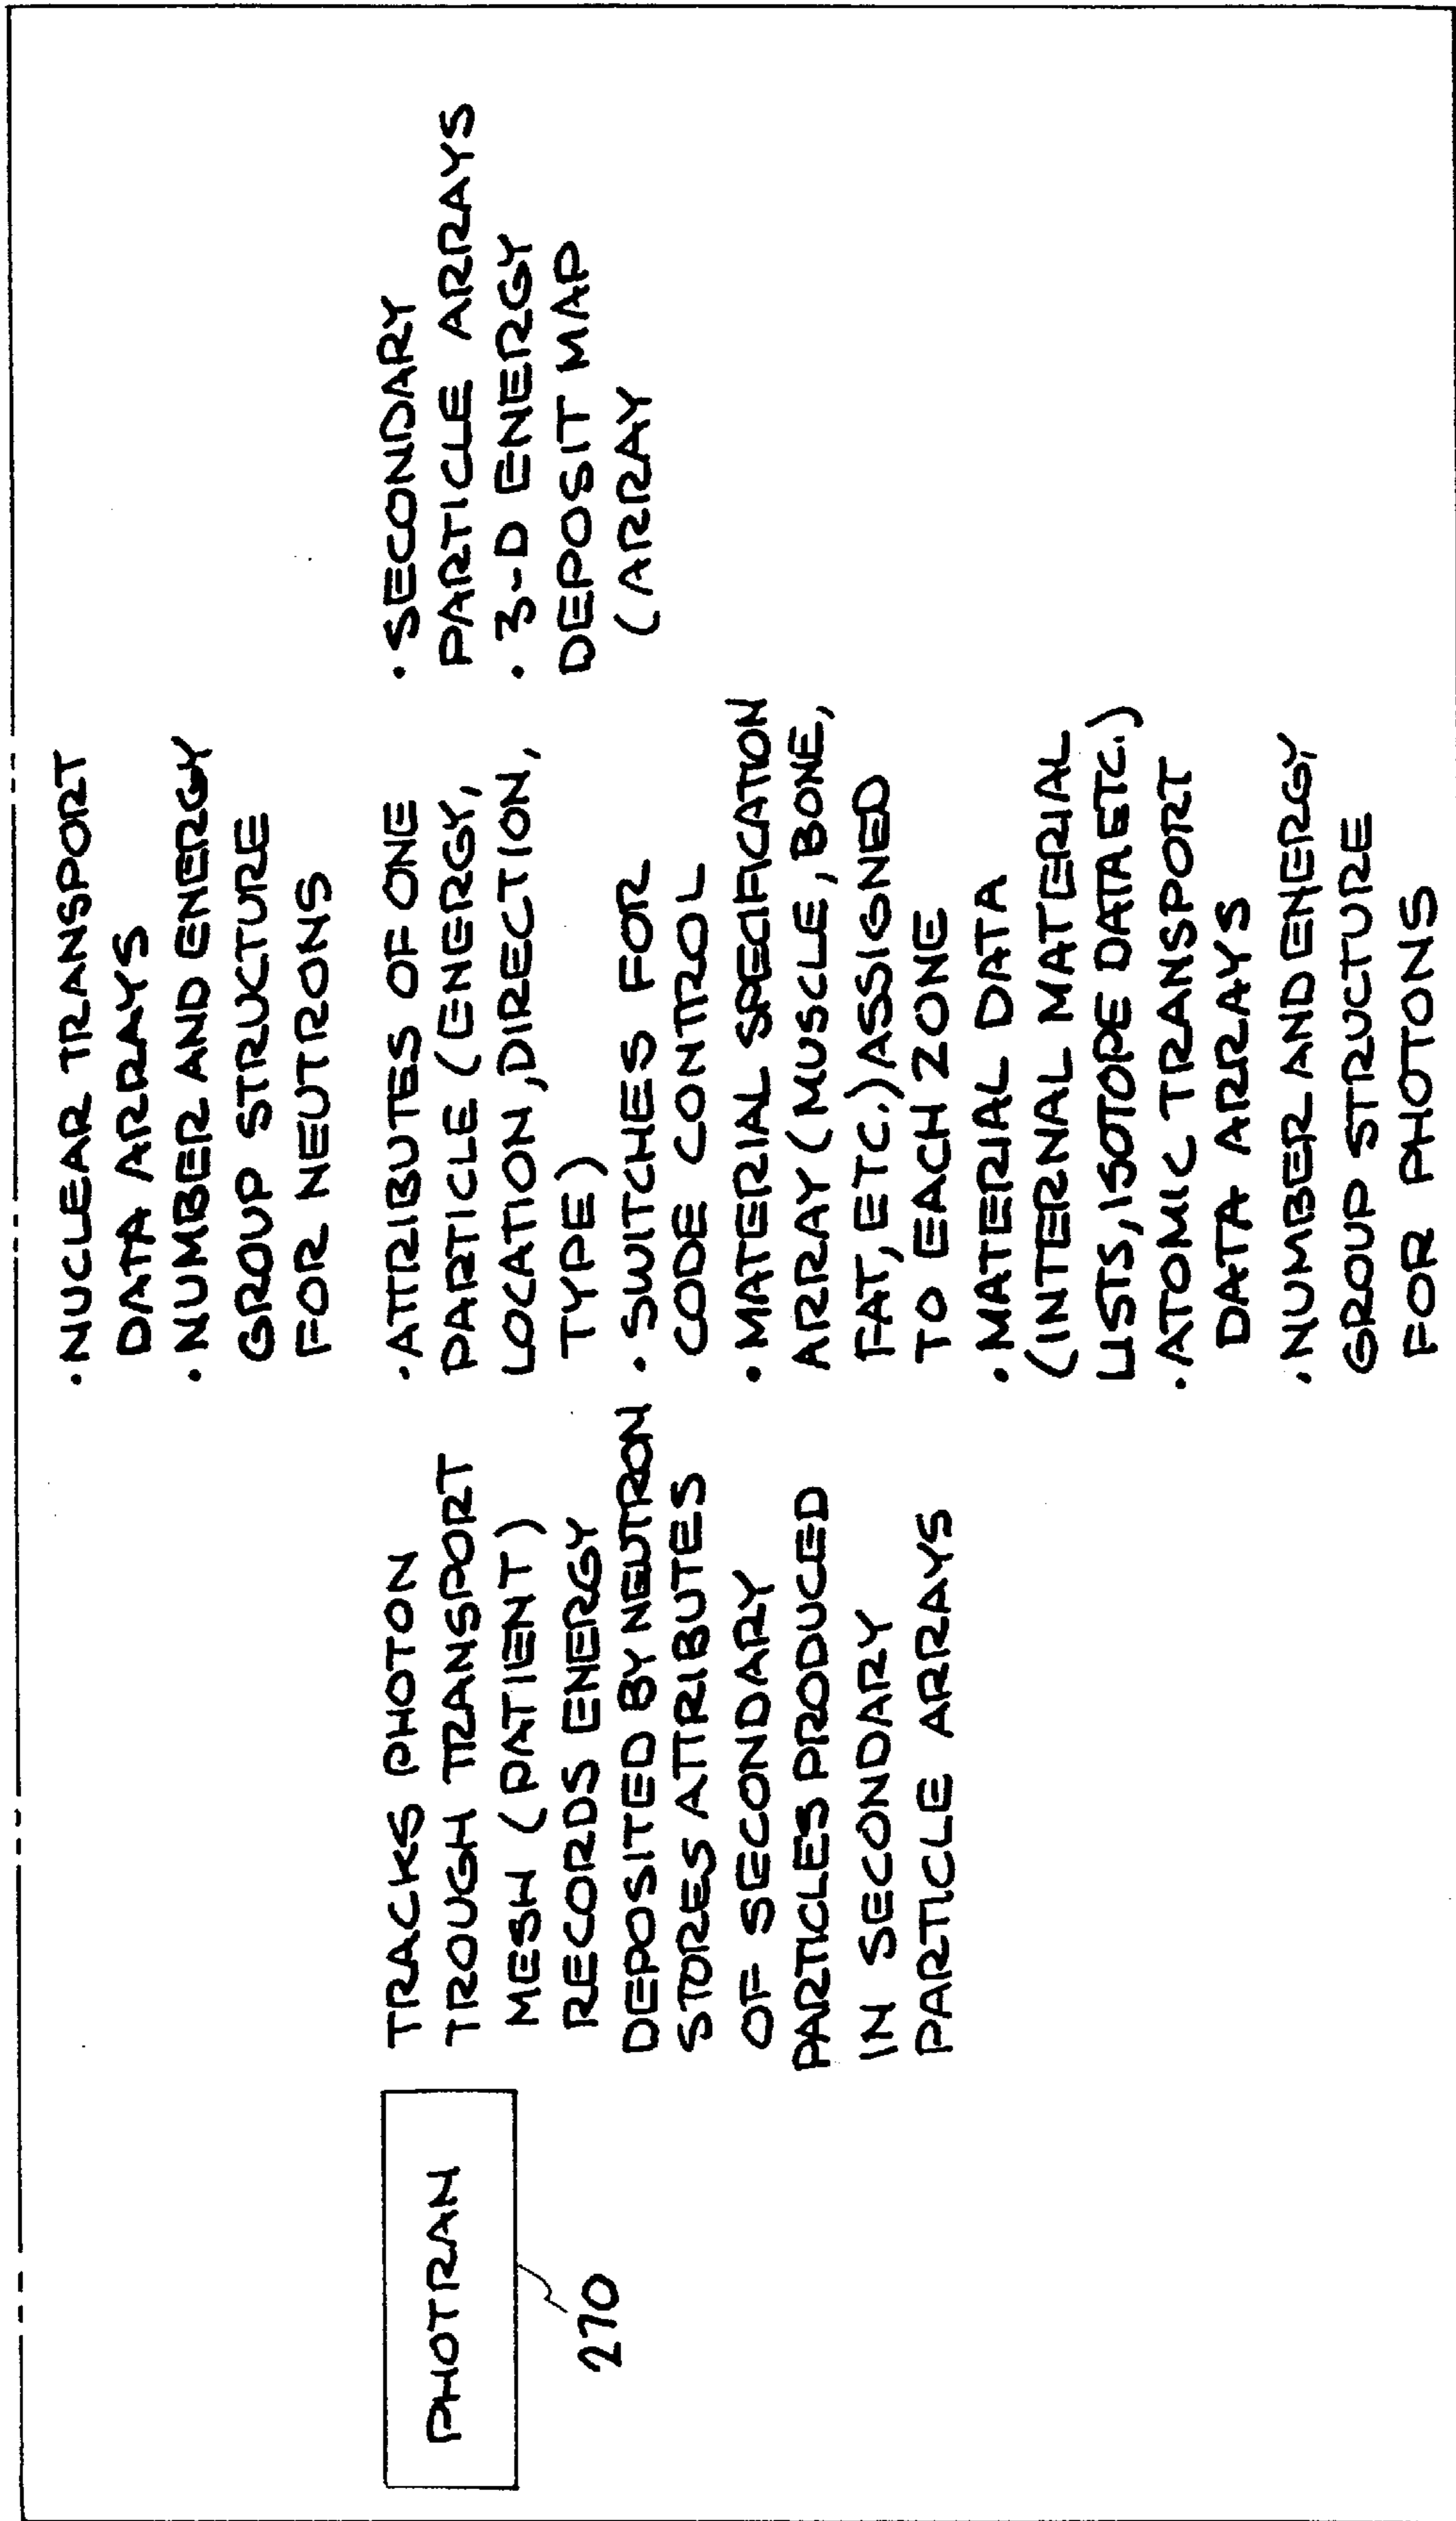 · NUCLEAR TRANSPORT
DATA ARRAYS
· NUMBER AND ENERGY
GROUP STRUCTURE
FOR NEUTRONS
PHOTRAN
270
TRACKS PHOTON
TROUGH TRANSPORT
MESH (PATIENT)
RECORDS ENERGY
DEPOSITED BY NEUTRON
STORES ATTRIBUTES
OF SECONDARY
PARTICLES PRODUCED
IN SECONDARY
PARTICLE ARRAYS
· ATTRIBUTES OF ONE
PARTICLE (ENERGY,
LOCATION, DIRECTION,
TYPE)
· SWITCHES FOR
CODE CONTROL
· MATERIAL SPECIFICATION
ARRAY (MUSCLE, BONE,
FAT, ETC.) ASSIGNED
TO EACH ZONE
· MATERIAL DATA
(INTERNAL MATERIAL
LISTS, ISOTOPE DATA ETC.)
· ATOMIC TRANSPORT
DATA ARRAYS
· NUMBER AND ENERGY
GROUP STRUCTURE
FOR PHOTONS
· SECONDARY
PARTICLE ARRAYS
· 3-D ENERGY
DEPOSIT MAP
(ARRAY